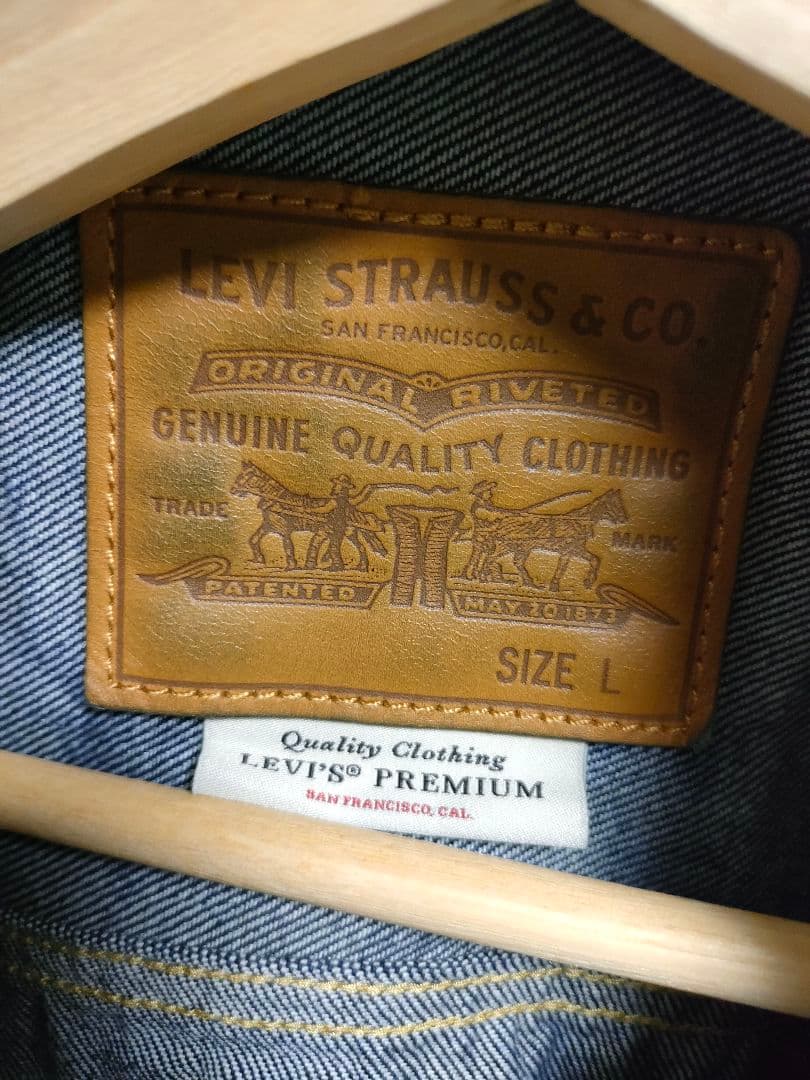 LEVI STRAUSS & CO.
SAN FRANCISCO, CAL.
ORIGINAL RIVETED
GENUINE QUALITY CLOTHING
TRADE MARK
PATENTED MAY 20 1873
SIZE L
Quality Clothing
LEVI'S® PREMIUM
SAN FRANCISCO, CAL.